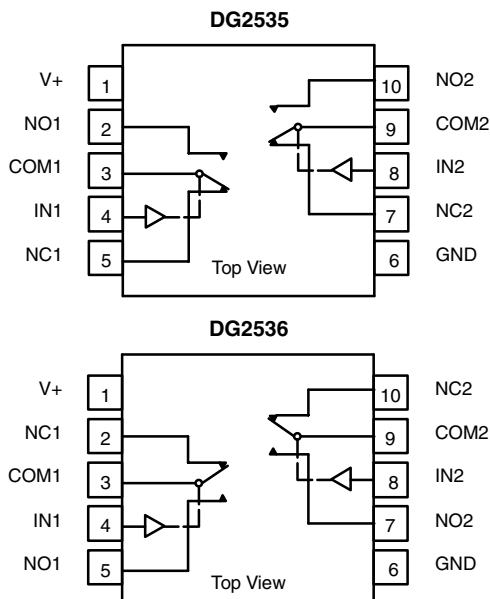 DG2535
V+ 1 10 NO2
NO1 2 9 COM2
COM1 3 8 IN2
IN1 4 7 NC2
NC1 5 6 GND
Top View
DG2536
V+ 1 10 NC2
NC1 2 9 COM2
COM1 3 8 IN2
IN1 4 7 NO2
NO1 5 6 GND
Top View